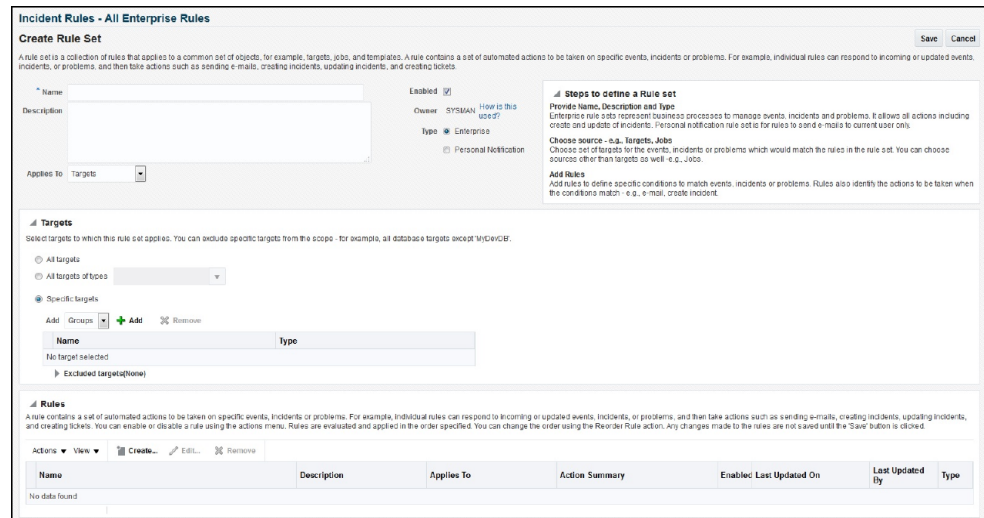 Incident Rules - All Enterprise Rules
Create Rule Set
Save Cancel
A rule set is a collection of rules that applies to a common set of objects, for example, targets, jobs, and templates. A rule contains a set of automated actions to be taken on specific events, incidents or problems. For example, individual rules can respond to incoming or updated events,
incidents, or problems, and then take actions such as sending e-mails, creating incidents, updating incidents, and creating tickets.
* Name
Description
Applies To Targets
Enabled
Owner SYSMAN How is this
used?
Type Enterprise
Personal Notification
Steps to define a Rule set
Provide Name, Description and Type
Enterprise rule sets represent business processes to manage events, incidents and problems. It allows all actions including
create and update of incidents. Personal notification rule set is for rules to send e-mails to current user only.
Choose source - e.g., Targets, Jobs
Choose set of targets for the events, incidents or problems which would match the rules in the rule set. You can choose
sources other than targets as well -e.g., Jobs.
Add Rules
Add rules to define specific conditions to match events, incidents or problems. Rules also identify the actions to be taken when
the conditions match - e.g., e-mail, create incident.
Targets
Select targets to which this rule set applies. You can exclude specific targets from the scope - for example, all database targets except 'MyDevDB'.
All targets
All targets of types
Specific targets
Add Groups Add Remove
Name Type
No target selected
Excluded targets(None)
Rules
A rule contains a set of automated actions to be taken on specific events, incidents or problems. For example, individual rules can respond to incoming or updated events, incidents, or problems, and then take actions such as sending e-mails, creating incidents, updating incidents,
and creating tickets. You can enable or disable a rule using the actions menu. Rules are evaluated and applied in the order specified. You can change the order using the Reorder Rule action. Any changes made to the rules are not saved until the 'Save' button is clicked.
Actions View Create... Edit... Remove
Name Description Applies To Action Summary Enabled Last Updated On Last Updated
By Type
No data found